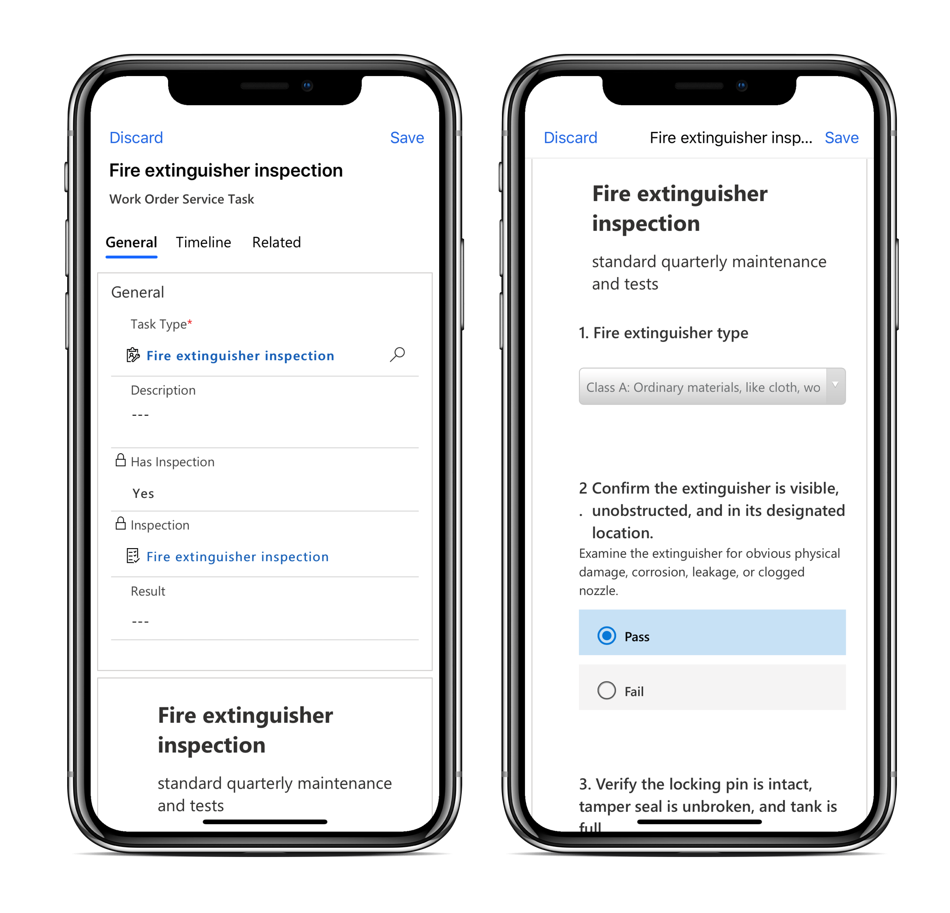 Discard
Save
Fire extinguisher inspection
Work Order Service Task
General Timeline Related
General
Task Type*
Fire extinguisher inspection
Description
---
Has Inspection
Yes
Inspection
Fire extinguisher inspection
Result
---
Fire extinguisher
inspection
standard quarterly maintenance
and tests
Discard Fire extinguisher insp... Save
Fire extinguisher
inspection
standard quarterly maintenance
and tests
1. Fire extinguisher type
Class A: Ordinary materials, like cloth, wo
2 Confirm the extinguisher is visible,
. unobstructed, and in its designated
location.
Examine the extinguisher for obvious physical
damage, corrosion, leakage, or clogged
nozzle.
Pass
Fail
3. Verify the locking pin is intact,
tamper seal is unbroken, and tank is
full